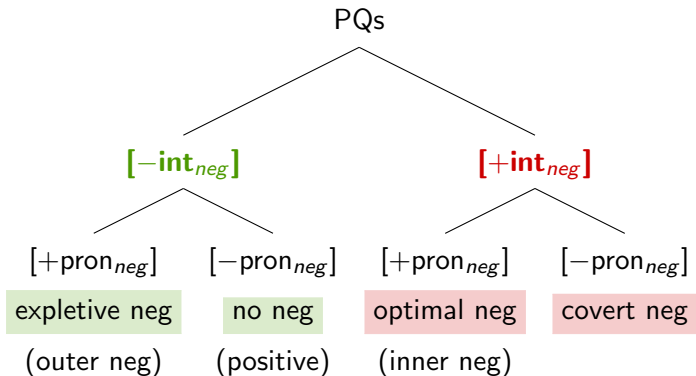 PQs
[−int_neg] [+int_neg]
[+pron_neg] [−pron_neg] [+pron_neg] [−pron_neg]
expletive neg no neg optimal neg covert neg
(outer neg) (positive) (inner neg)